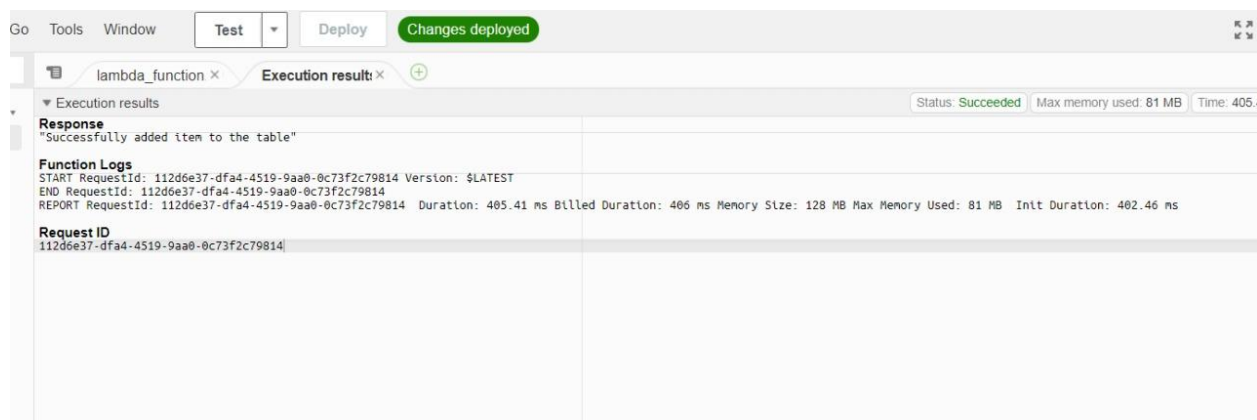 Go Tools Window Test Deploy Changes deployed
lambda_function × Execution results ×
Execution results Status: Succeeded Max memory used: 81 MB Time: 405.
Response
"Successfully added item to the table"
Function Logs
START RequestId: 112d6e37-dfa4-4519-9aa0-0c73f2c79814 Version: $LATEST
END RequestId: 112d6e37-dfa4-4519-9aa0-0c73f2c79814
REPORT RequestId: 112d6e37-dfa4-4519-9aa0-0c73f2c79814 Duration: 405.41 ms Billed Duration: 406 ms Memory Size: 128 MB Max Memory Used: 81 MB Init Duration: 402.46 ms
Request ID
112d6e37-dfa4-4519-9aa0-0c73f2c79814